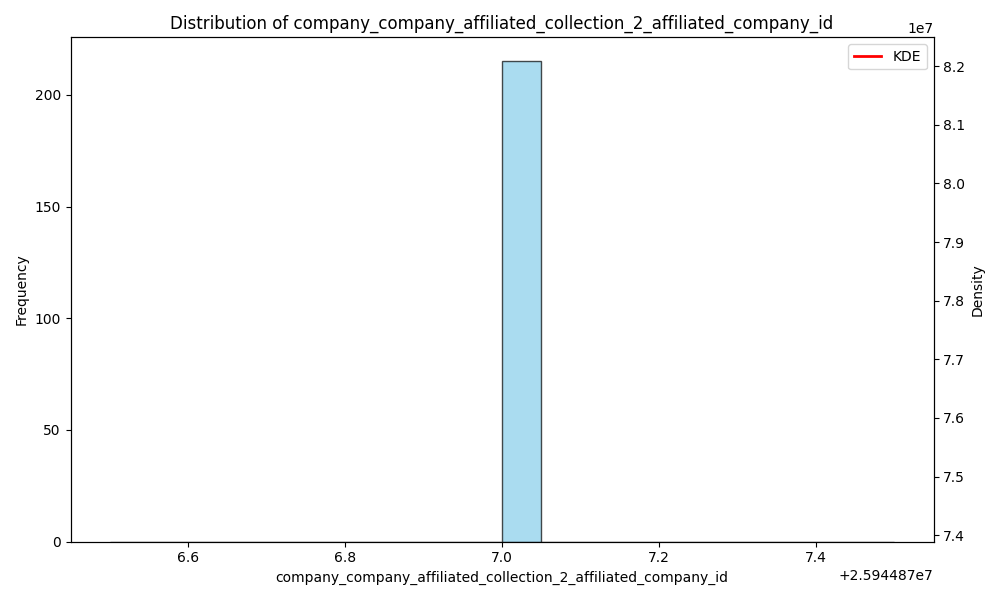 Distribution of company_company_affiliated_collection_2_affiliated_company_id
1e7
KDE
200
150
100
50
0
Frequency
8.2
8.1
8.0
7.9
7.8
7.7
7.6
7.5
7.4
Density
6.6 6.8 7.0 7.2 7.4
+2.594487e7
company_company_affiliated_collection_2_affiliated_company_id